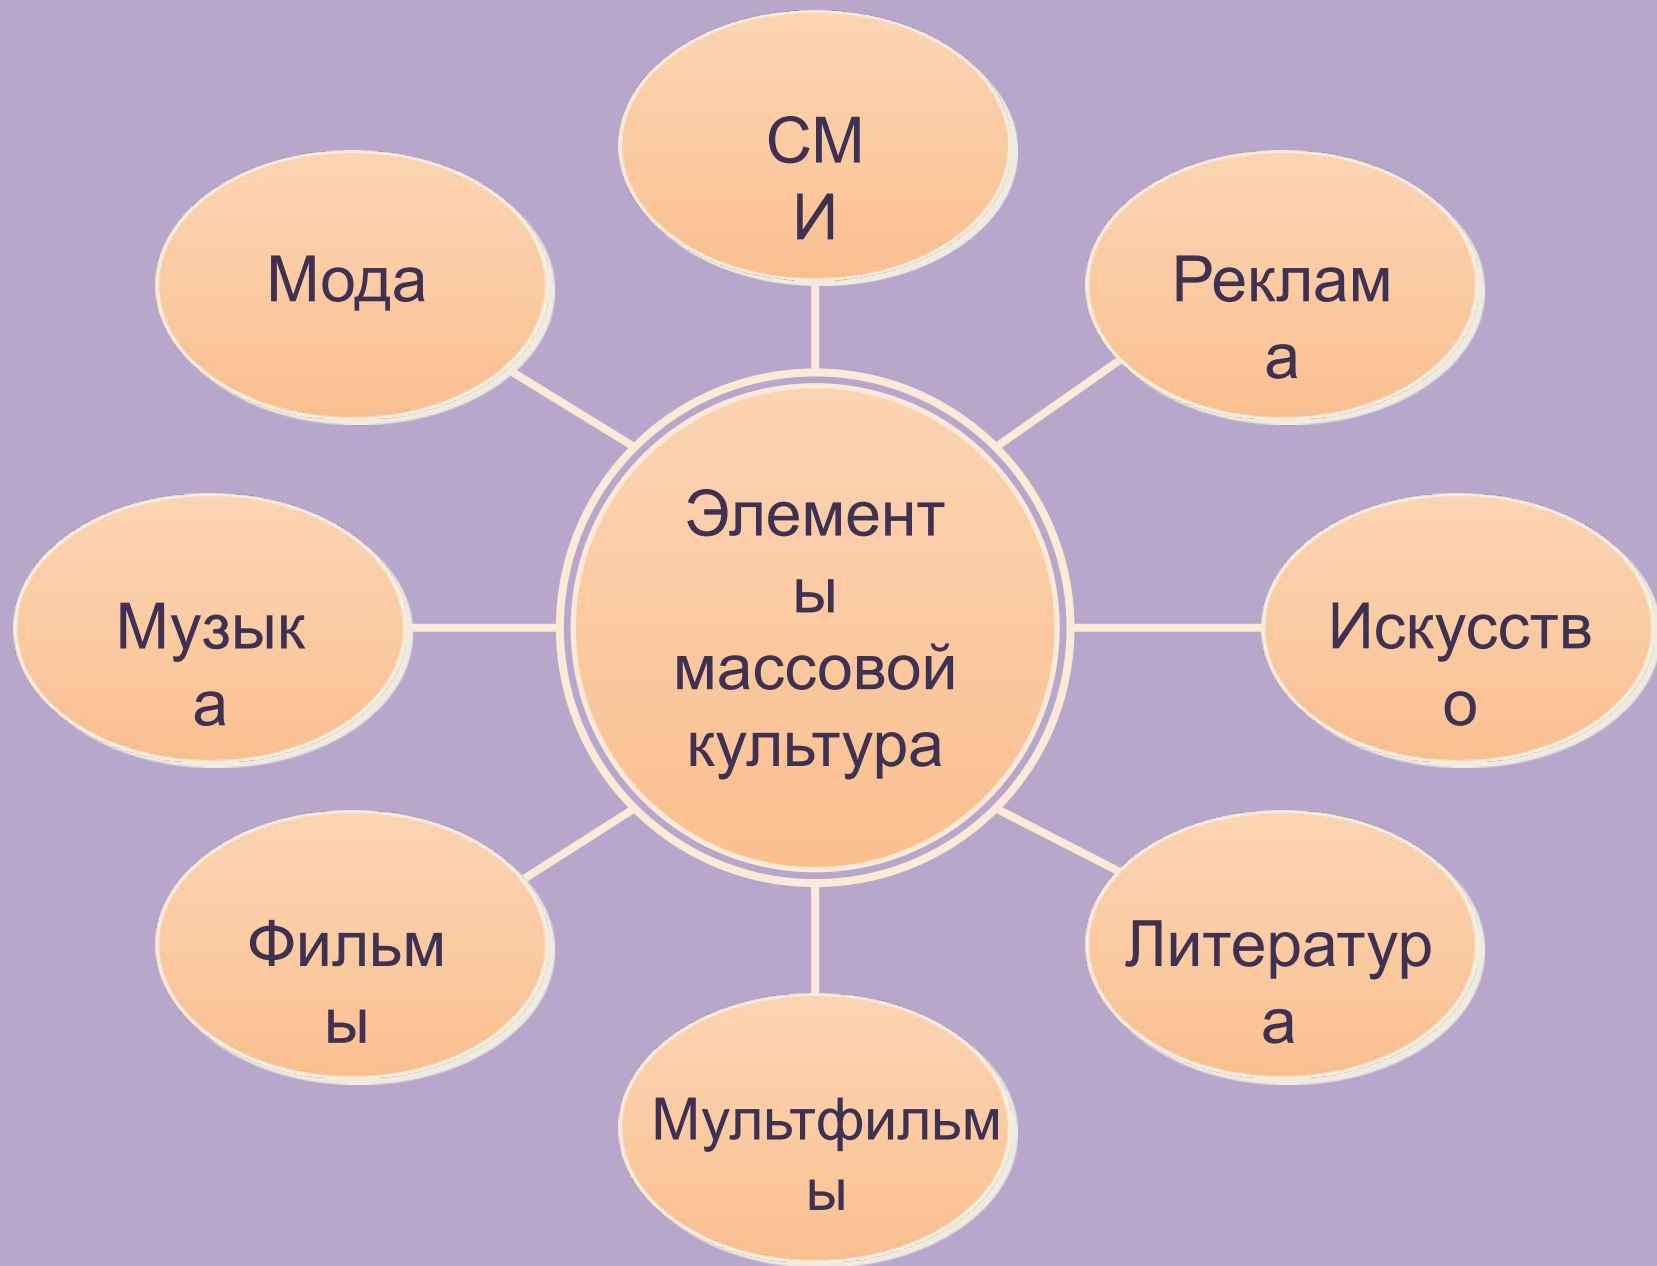 СМ
И
Мода
Реклам
а
Элемент
ы
массовой
культура
Музык
а
Искусств
о
Фильм
ы
Литератур
а
Мультфильм
ы